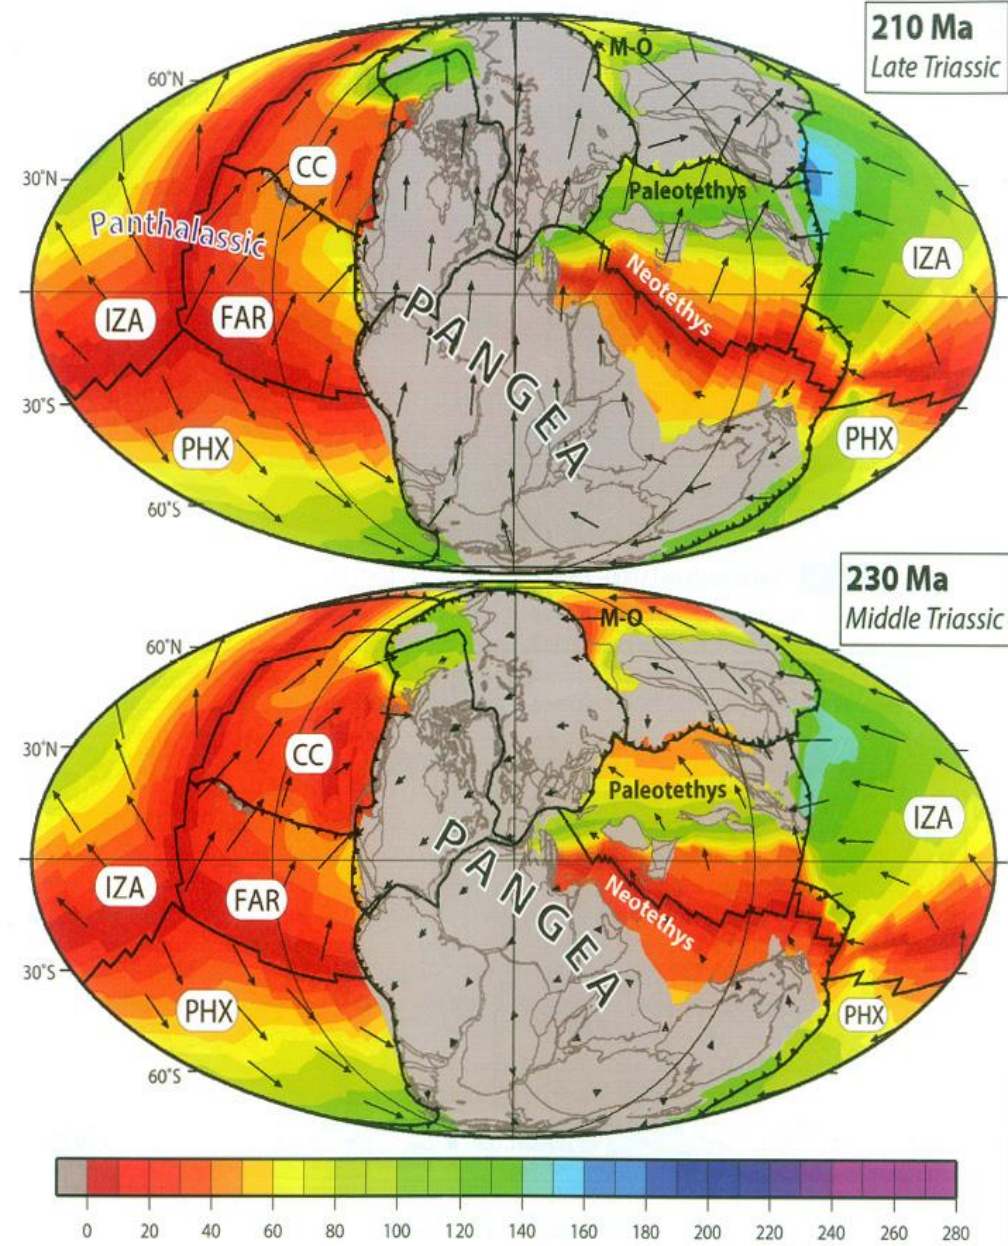 210 Ma
Late Triassic
M-O
60°N
CC
30°N
Paleotethys
Panthalassic
IZA
Neotethys
IZA
FAR
PANGEA
30°S
PHX
PHX
60°S
230 Ma
Middle Triassic
M-O
60°N
CC
30°N
Paleotethys
IZA
PANGEA
IZA
FAR
Neotethys
30°S
PHX
PHX
60°S
0 20 40 60 80 100 120 140 160 180 200 220 240 260 280